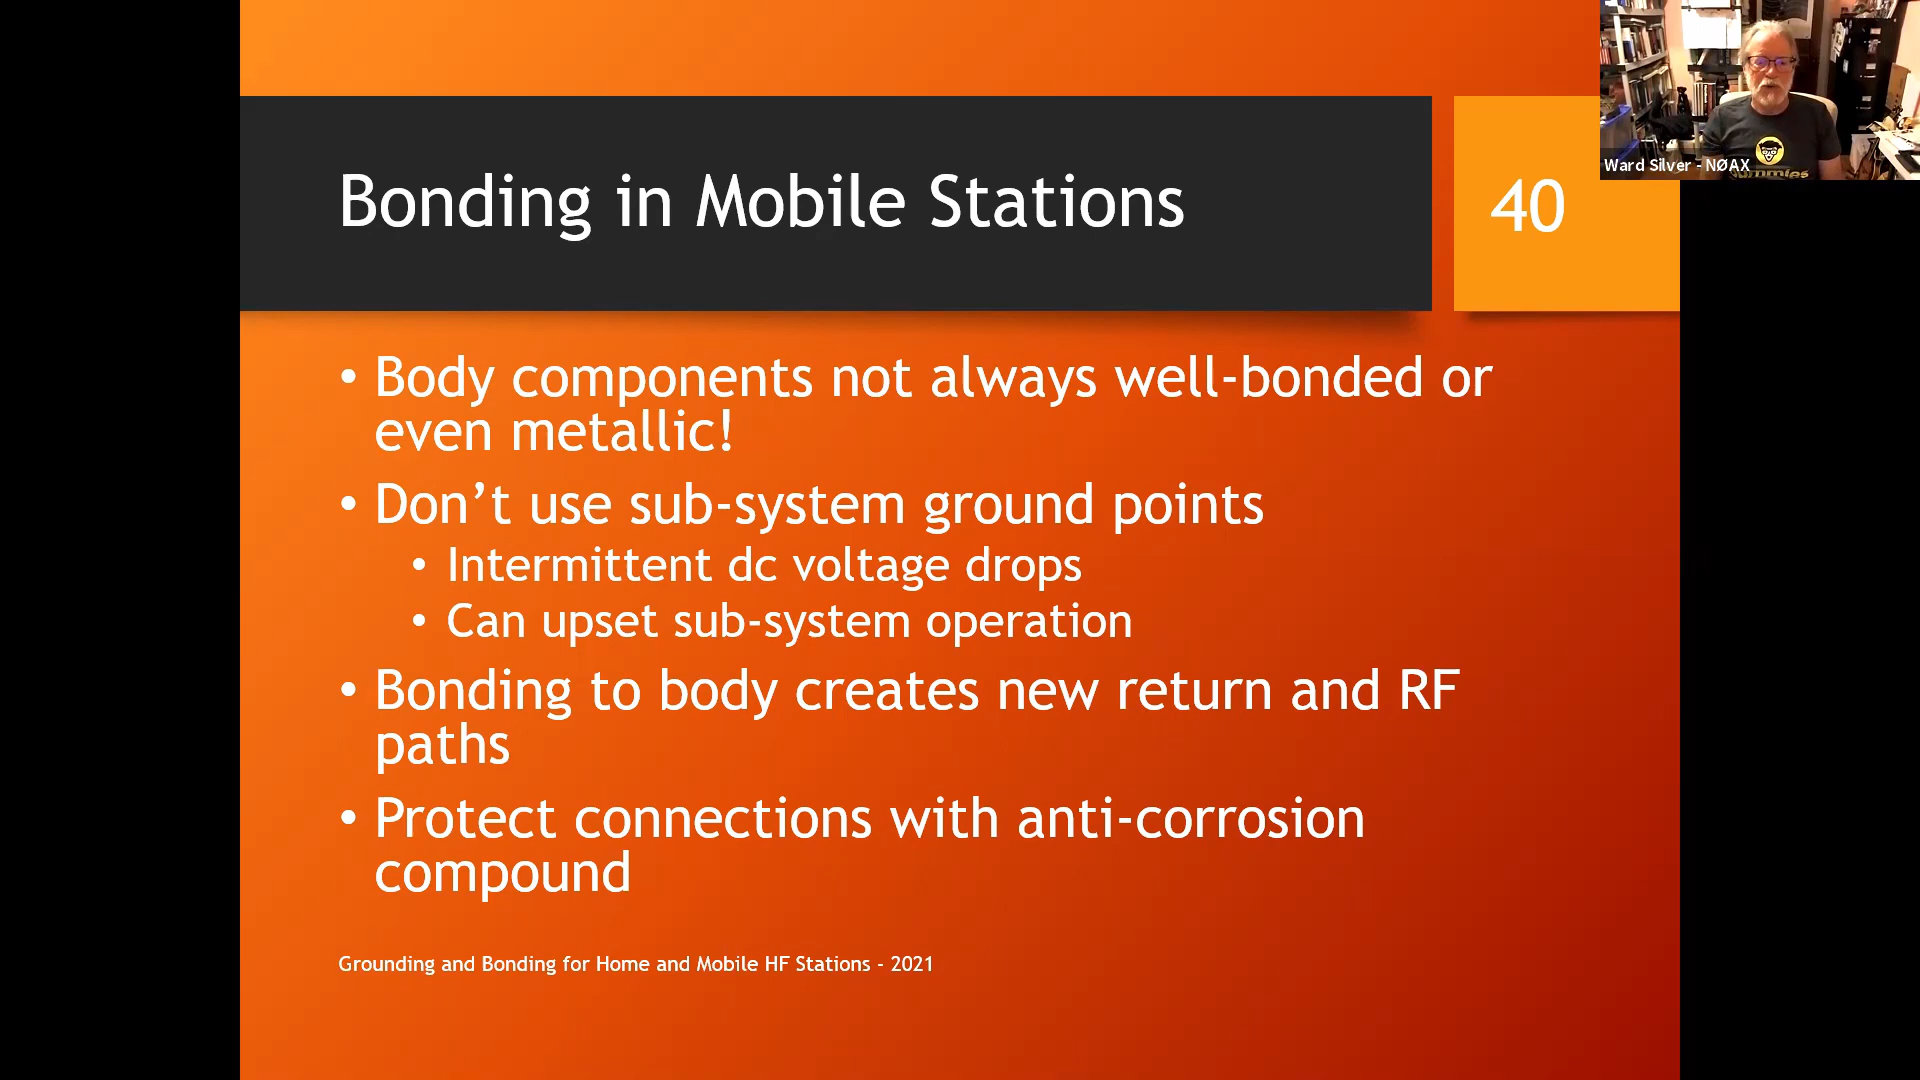 Bonding in Mobile Stations
40
Ward Silver - NØAX
• Body components not always well-bonded or
even metallic!
• Don’t use sub-system ground points
• Intermittent dc voltage drops
• Can upset sub-system operation
• Bonding to body creates new return and RF
paths
• Protect connections with anti-corrosion
compound
Grounding and Bonding for Home and Mobile HF Stations - 2021